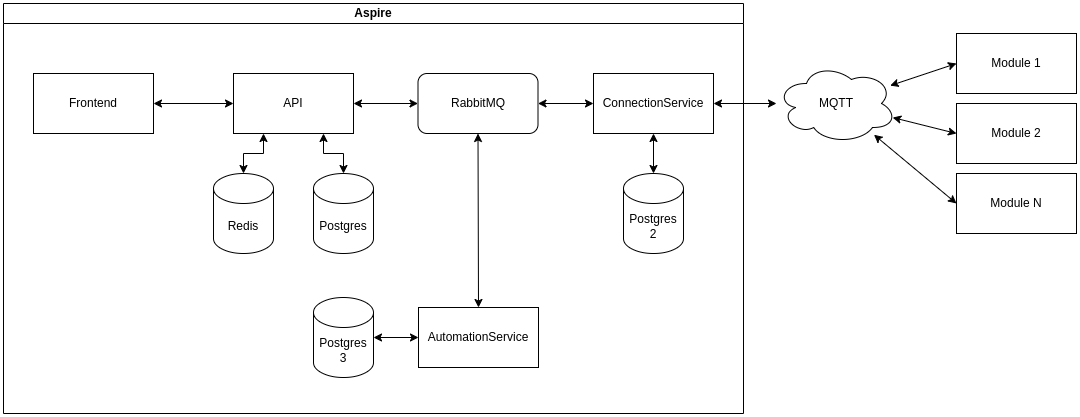 Aspire
Frontend
API
RabbitMQ
ConnectionService
MQTT
Module 1
Module 2
Module N
Redis
Postgres
Postgres
2
Postgres
3
AutomationService